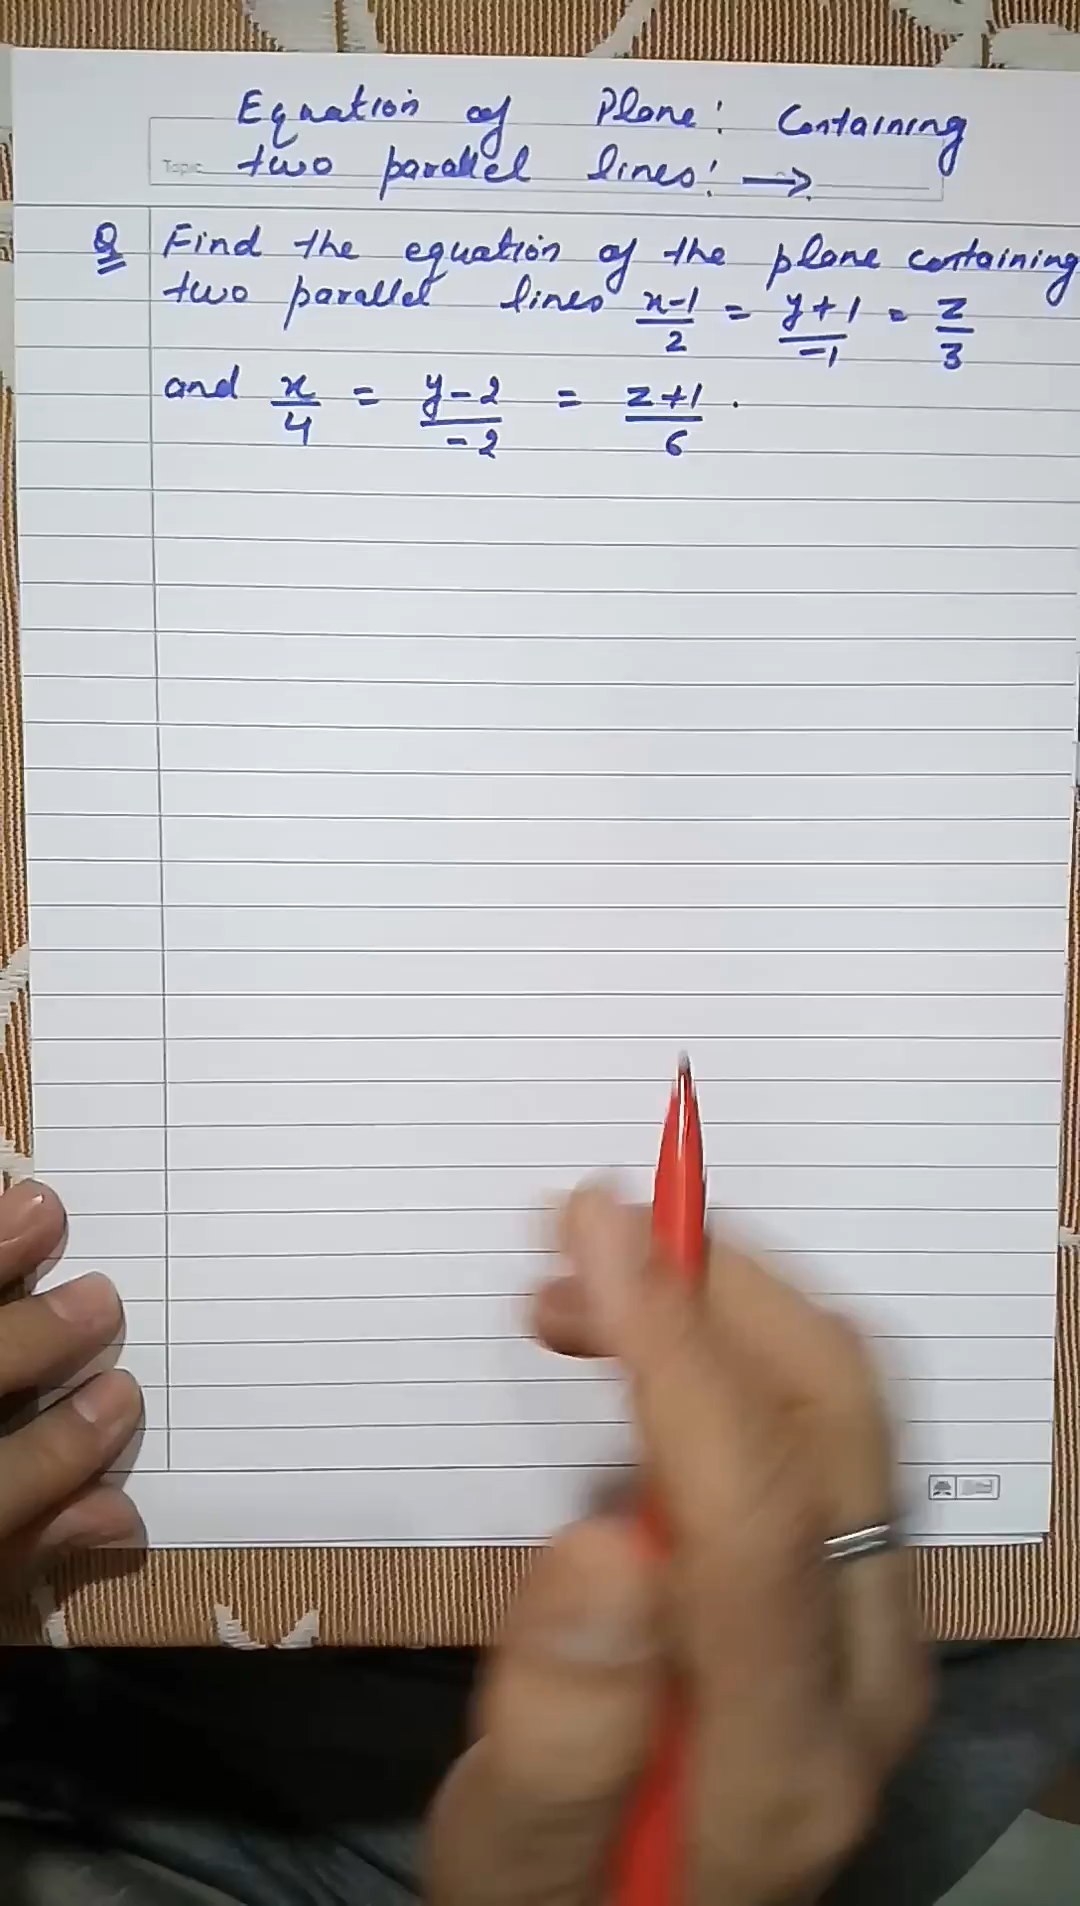 Equation of Plane: Containing
Topic two parallel lines: →
Q Find the equation of the plane containing
two parallel lines x-1/2 = y+1/-1 = z/3
and x/4 = y-2/-2 = z+1/6 .